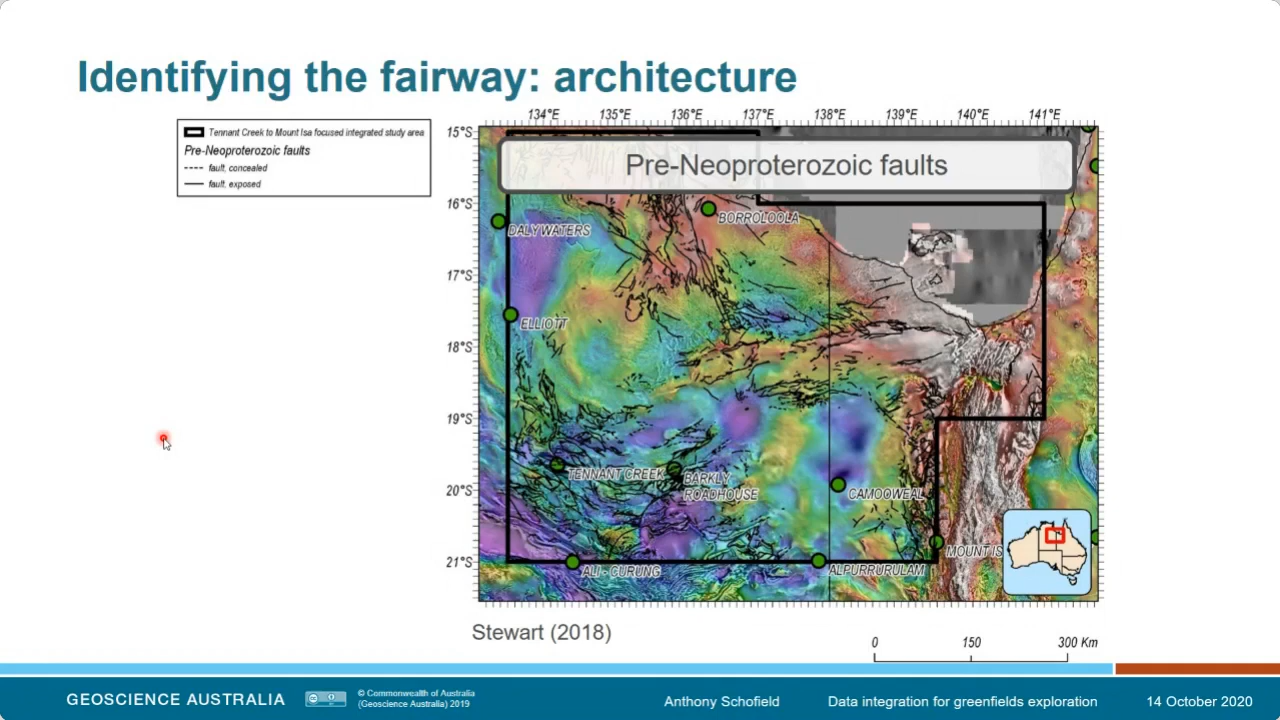 Identifying the fairway: architecture
Tennant Creek to Mount Isa focused integrated study area
Pre-Neoproterozoic faults
fault, concealed
fault, exposed
134°E 135°E 136°E 137°E 138°E 139°E 140°E 141°E
15°S
Pre-Neoproterozoic faults
16°S
BORROLOOLA
DALY WATERS
17°S
ELLIOTT
18°S
19°S
TENNANT CREEK
BARKLY
ROADHOUSE
20°S
CAMOOWEAL
MOUNT IS
21°S
ALI - CURUNG
ALPURRURULAM
Stewart (2018)
0 150 300 Km
GEOSCIENCE AUSTRALIA
© Commonwealth of Australia
(Geoscience Australia) 2019
Anthony Schofield
Data integration for greenfields exploration
14 October 2020